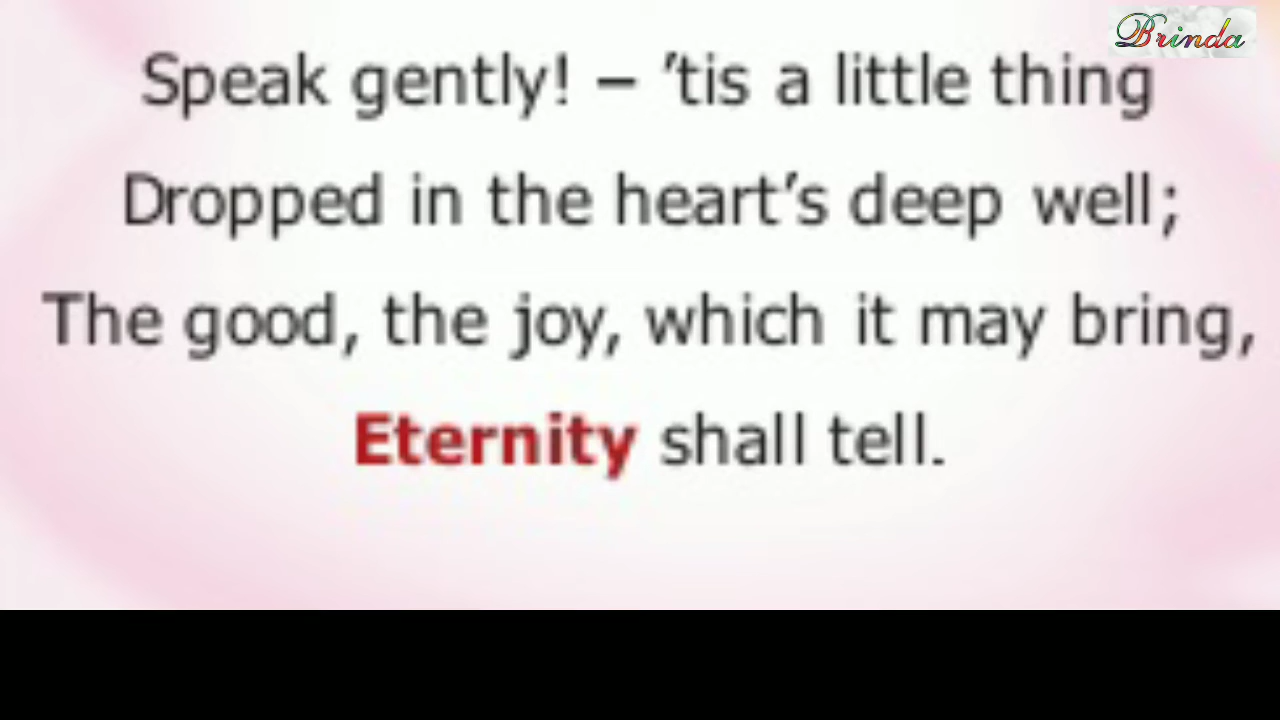 Brinda
Speak gently! – ’tis a little thing
Dropped in the heart’s deep well;
The good, the joy, which it may bring,
Eternity shall tell.